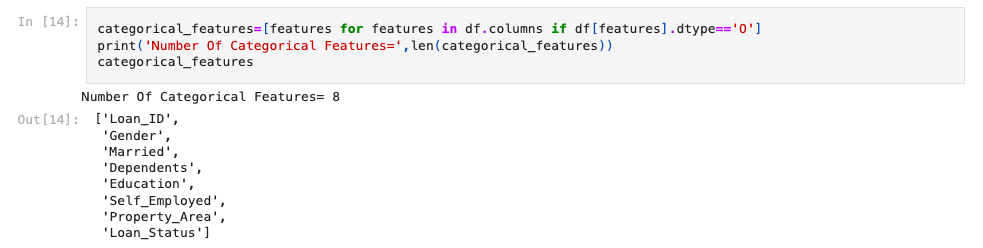 In [14]:
categorical_features=[features for features in df.columns if df[features].dtype=='O']
print('Number Of Categorical Features=',len(categorical_features))
categorical_features
Number Of Categorical Features= 8
Out[14]: ['Loan_ID',
'Gender',
'Married',
'Dependents',
'Education',
'Self_Employed',
'Property_Area',
'Loan_Status']